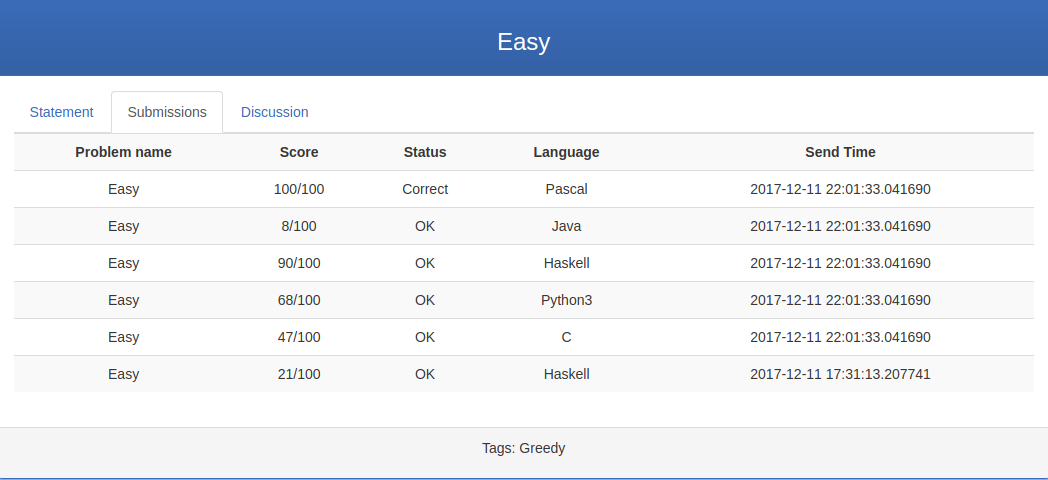 Easy
Statement Submissions Discussion
Problem name Score Status Language Send Time
Easy 100/100 Correct Pascal 2017-12-11 22:01:33.041690
Easy 8/100 OK Java 2017-12-11 22:01:33.041690
Easy 90/100 OK Haskell 2017-12-11 22:01:33.041690
Easy 68/100 OK Python3 2017-12-11 22:01:33.041690
Easy 47/100 OK C 2017-12-11 22:01:33.041690
Easy 21/100 OK Haskell 2017-12-11 17:31:13.207741
Tags: Greedy